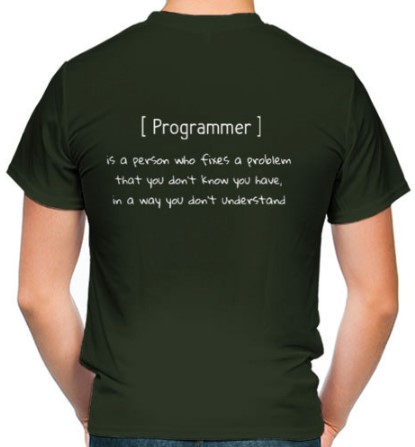 [ Programmer ]
is a person who fixes a problem
that you don't know you have,
in a way you don't understand